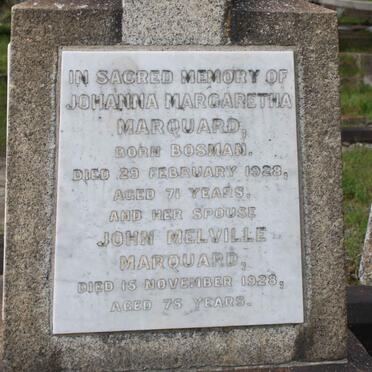 IN SACRED MEMORY OF
JOHANNA MARGARETHA
MARQUARD,
BORN BOSMAN.
DIED 29 FEBRUARY 1928,
AGED 71 YEARS.
AND HER SPOUSE
JOHN MELVILLE
MARQUARD,
DIED 15 NOVEMBER 1928,
AGED 75 YEARS.